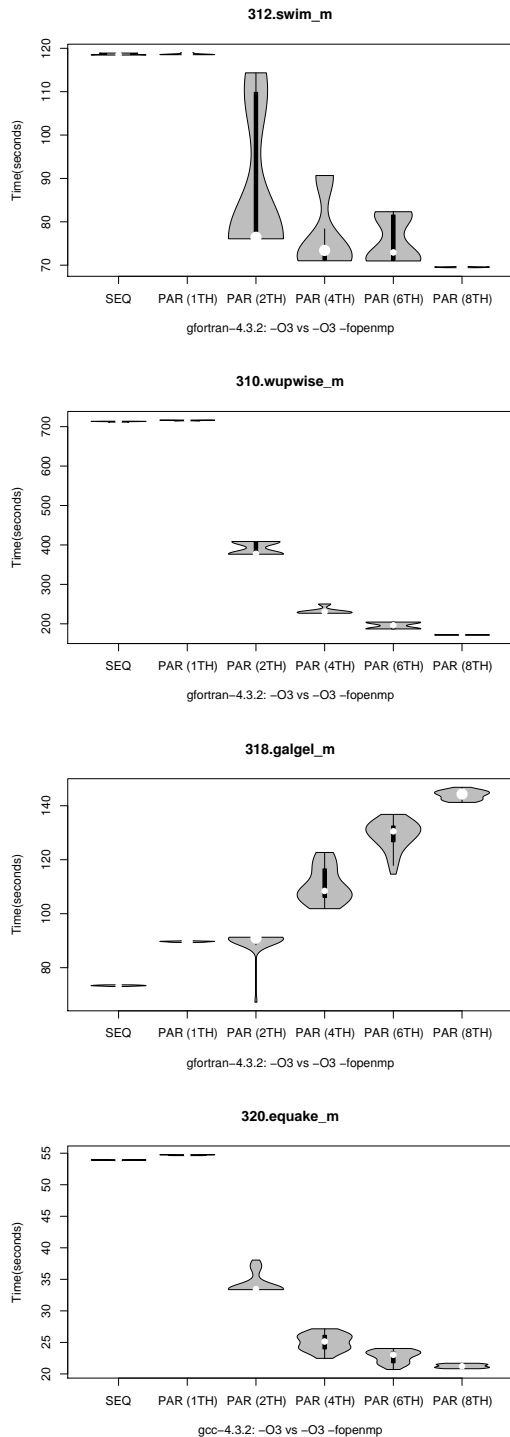 312.swim_m
Time(seconds)
70
80
90
100
110
120
SEQ PAR (1TH) PAR (2TH) PAR (4TH) PAR (6TH) PAR (8TH)
gfortran−4.3.2: −O3 vs −O3 −fopenmp
310.wupwise_m
Time(seconds)
200
300
400
500
600
700
SEQ PAR (1TH) PAR (2TH) PAR (4TH) PAR (6TH) PAR (8TH)
gfortran−4.3.2: −O3 vs −O3 −fopenmp
318.galgel_m
Time(seconds)
80
100
120
140
SEQ PAR (1TH) PAR (2TH) PAR (4TH) PAR (6TH) PAR (8TH)
gfortran−4.3.2: −O3 vs −O3 −fopenmp
320.equake_m
Time(seconds)
20
25
30
35
40
45
50
55
SEQ PAR (1TH) PAR (2TH) PAR (4TH) PAR (6TH) PAR (8TH)
gcc−4.3.2: −O3 vs −O3 −fopenmp